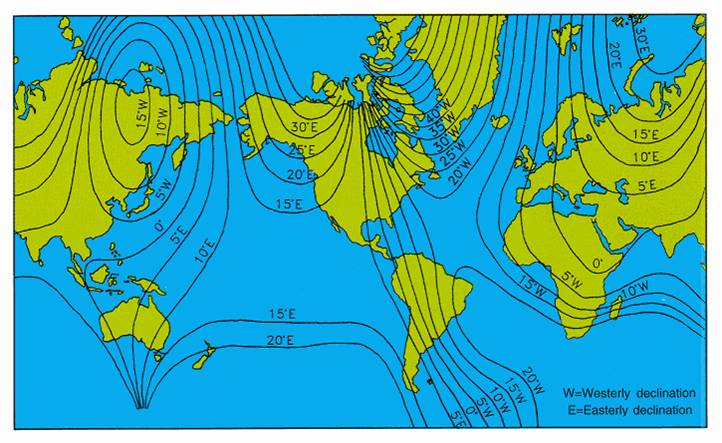 30°E
20°E
15°W
10°W
5°W
0°
5°E
10°E
30°E
25°E
20°E
15°E
40°W
35°W
30°W
25°W
20°W
15°E
10°E
5°E
0°
5°W
10°W
15°W
15°E
20°E
20°W
15°W
10°W
5°W
0°
5°E
W=Westerly declination
E=Easterly declination